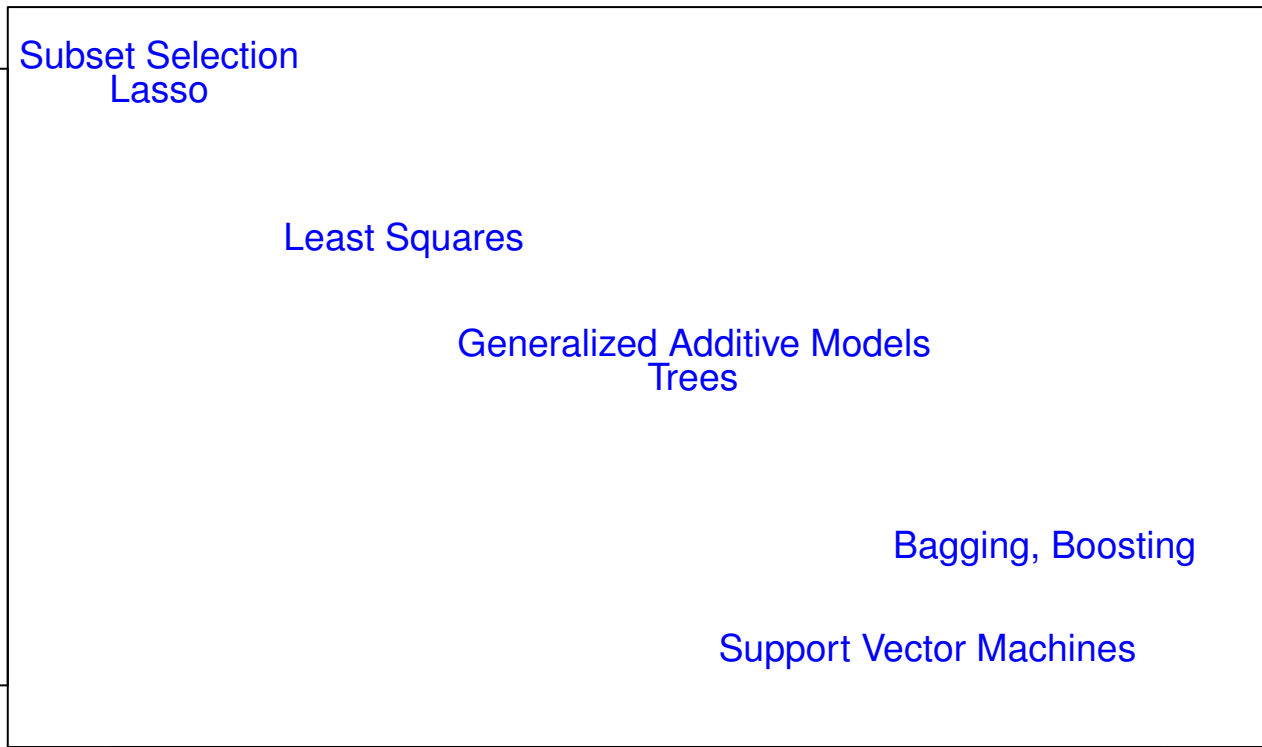 Subset Selection
Lasso
Least Squares
Generalized Additive Models
Trees
Bagging, Boosting
Support Vector Machines